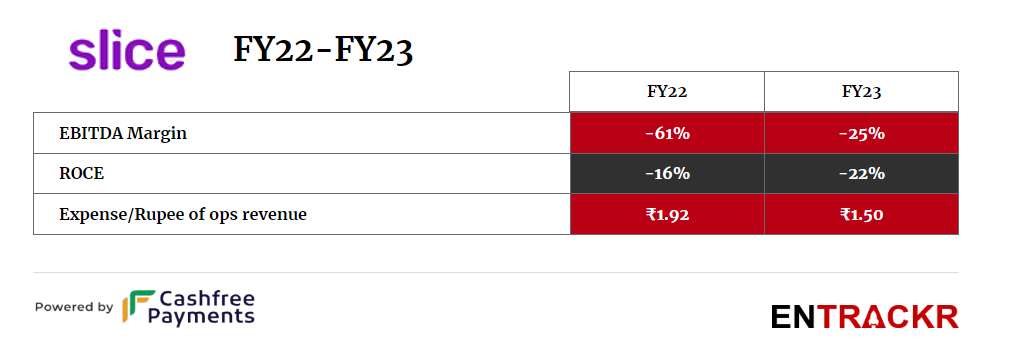 slice FY22-FY23
FY22 FY23
EBITDA Margin -61% -25%
ROCE -16% -22%
Expense/Rupee of ops revenue ₹1.92 ₹1.50
Powered by Cashfree Payments
ENTRACKR